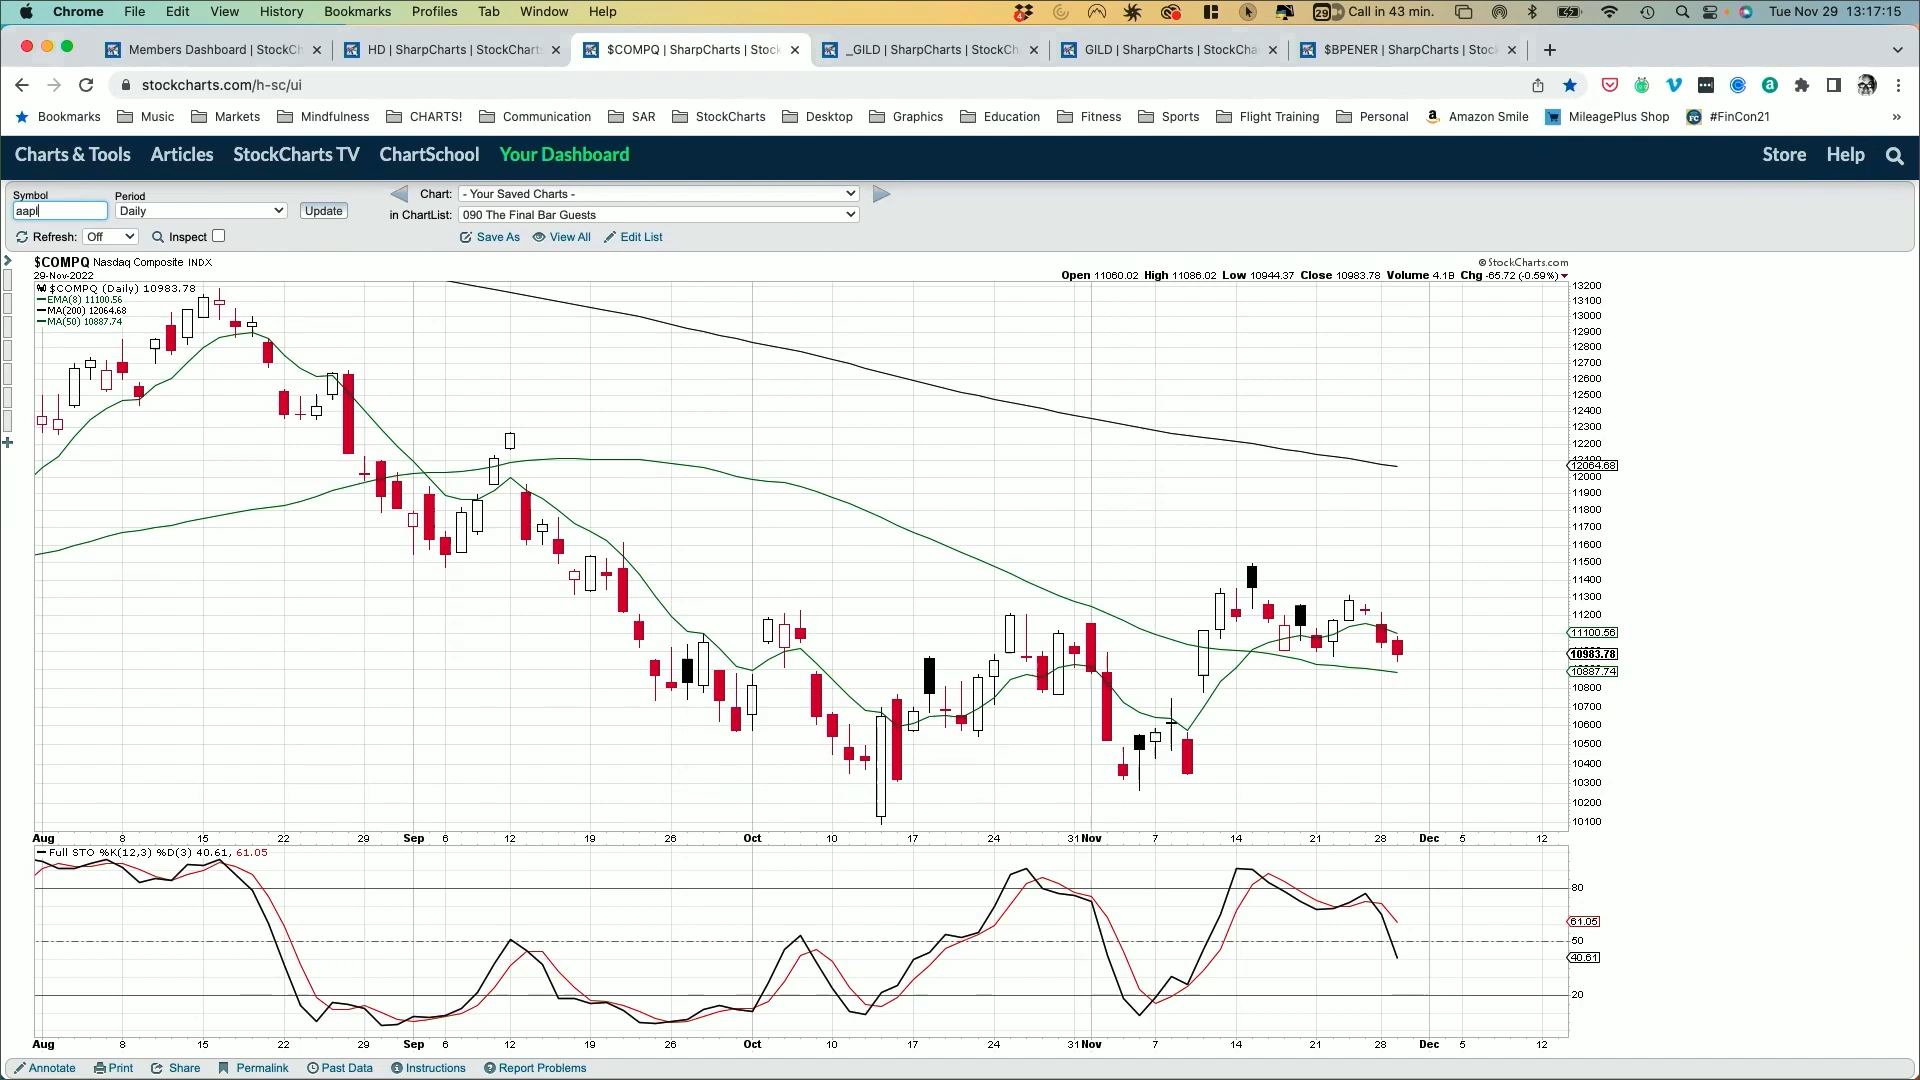 Chrome File Edit View History Bookmarks Profiles Tab Window Help 4 29 Call in 43 min. Tue Nov 29 13:17:15
Members Dashboard | StockCh HD | SharpCharts | StockCharts $COMPQ | SharpCharts | Stock _GILD | SharpCharts | StockCh GILD | SharpCharts | StockCha $BPENER | SharpCharts | Stoc
stockcharts.com/h-sc/ui
Bookmarks Music Markets Mindfulness CHARTS! Communication SAR StockCharts Desktop Graphics Education Fitness Sports Flight Training Personal Amazon Smile MileagePlus Shop #FinCon21 »
Charts & Tools Articles StockCharts TV ChartSchool Your Dashboard Store Help
Symbol Period Chart: - Your Saved Charts -
aapl Daily Update in ChartList: 090 The Final Bar Guests
Refresh: Off Inspect Save As View All Edit List
$COMPQ Nasdaq Composite INDX © StockCharts.com
29-Nov-2022 Open 11060.02 High 11086.02 Low 10944.37 Close 10983.78 Volume 4.1B Chg -65.72 (-0.59%)
$COMPQ (Daily) 10983.78
EMA(8) 11100.56
MA(200) 12064.68
MA(50) 10887.74
13200
13100
13000
12900
12800
12700
12600
12500
12400
12300
12200
12064.68
12000
11900
11800
11700
11600
11500
11400
11300
11200
11100.56
10983.78
10887.74
10800
10700
10600
10500
10400
10300
10200
10100
Aug 8 15 22 29 Sep 6 12 19 26 Oct 10 17 24 31 Nov 7 14 21 28 Dec 5 12
Full STO %K(12,3) %D(3) 40.61, 61.05
80
61.05
50
40.61
20
Aug 8 15 22 29 Sep 6 12 19 26 Oct 10 17 24 31 Nov 7 14 21 28 Dec 5 12
Annotate Print Share Permalink Past Data Instructions Report Problems